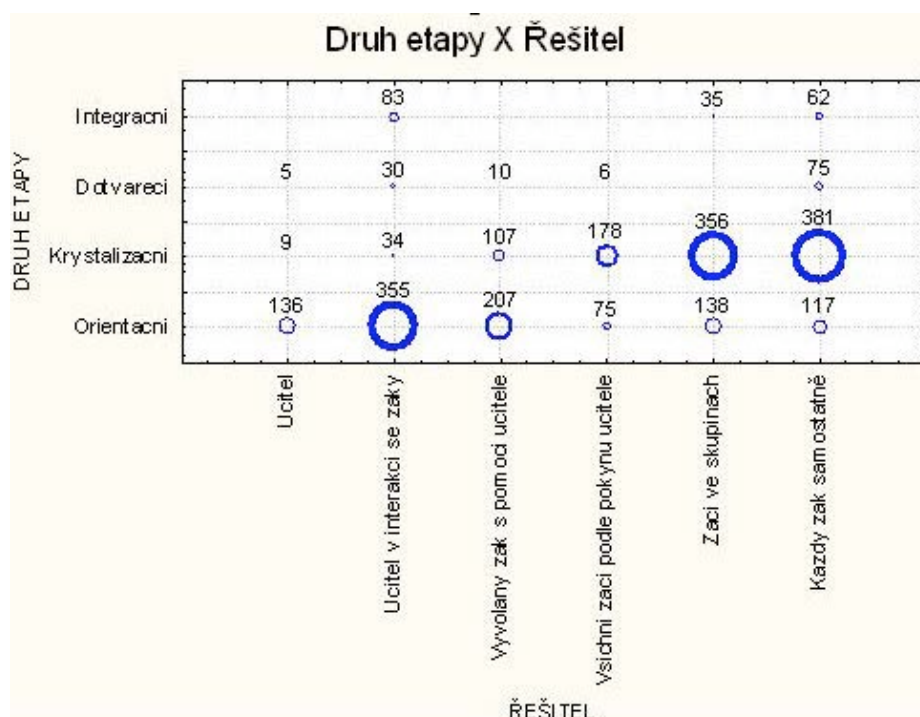 Druh etapy X Řešitel
DRUH ETAPY
Integracni
83
35
62
Dotvareci
5
30
10
6
75
Krystalizacni
9
34
107
178
356
381
Orientacni
136
355
207
75
138
117
Ucitel
Ucitel v interakci se zaky
Vyvolany zak s pomoci ucitele
Vsichni zaci podle pokynu ucitele
Zaci ve skupinach
Kazdy zak samostatně
ŘEŠITEL